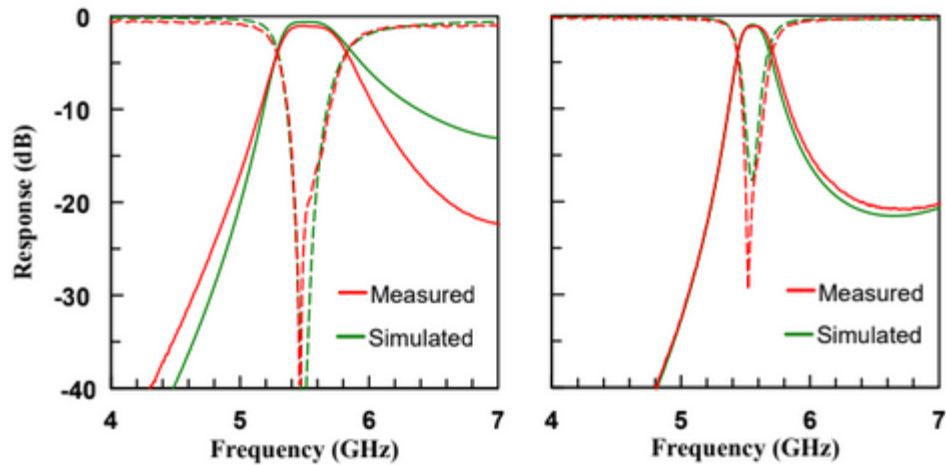 0
-10
-20
-30
-40
Response (dB)
Measured
Simulated
4 5 6 7
Frequency (GHz)
Measured
Simulated
4 5 6 7
Frequency (GHz)